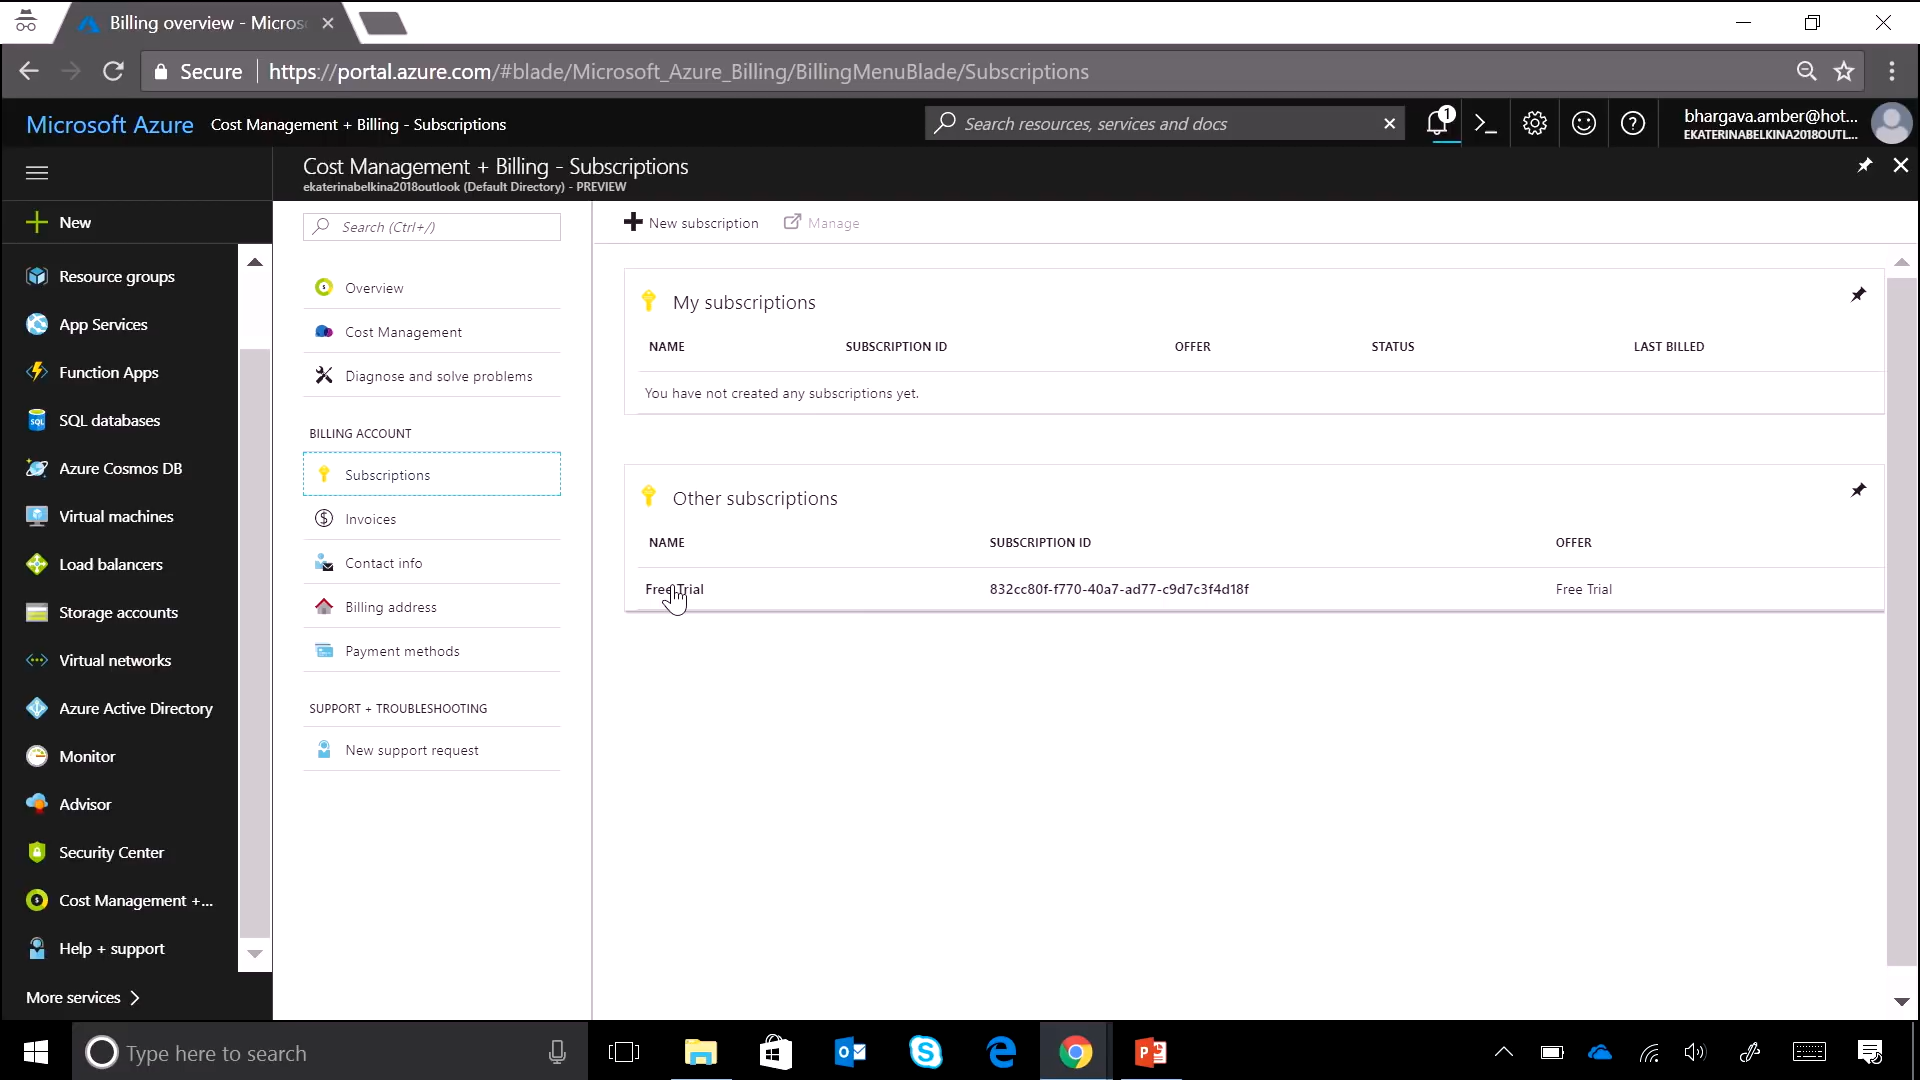 Billing overview - Micros
Secure
https://portal.azure.com/#blade/Microsoft_Azure_Billing/BillingMenuBlade/Subscriptions
Microsoft Azure
Cost Management + Billing - Subscriptions
Search resources, services and docs
1
bhargava.amber@hot...
EKATERINABELKINA2018OUTL...
Cost Management + Billing - Subscriptions
ekaterinabelkina2018outlook (Default Directory) - PREVIEW
New
Resource groups
App Services
Function Apps
SQL databases
Azure Cosmos DB
Virtual machines
Load balancers
Storage accounts
Virtual networks
Azure Active Directory
Monitor
Advisor
Security Center
Cost Management +...
Help + support
More services
Search (Ctrl+/)
Overview
Cost Management
Diagnose and solve problems
BILLING ACCOUNT
Subscriptions
Invoices
Contact info
Billing address
Payment methods
SUPPORT + TROUBLESHOOTING
New support request
New subscription
Manage
My subscriptions
NAME SUBSCRIPTION ID OFFER STATUS LAST BILLED
You have not created any subscriptions yet.
Other subscriptions
NAME SUBSCRIPTION ID OFFER
Free Trial 832cc80f-f770-40a7-ad77-c9d7c3f4d18f Free Trial
Type here to search